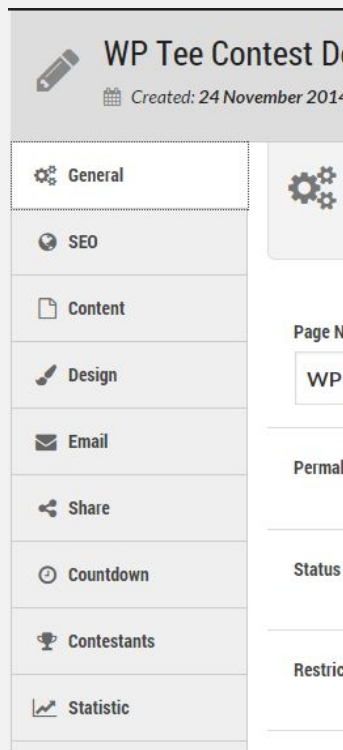 WP Tee Contest D
Created: 24 November 2014
General
SEO
Content
Design
Email
Share
Countdown
Contestants
Statistic
Page N
WP
Permal
Status
Restric